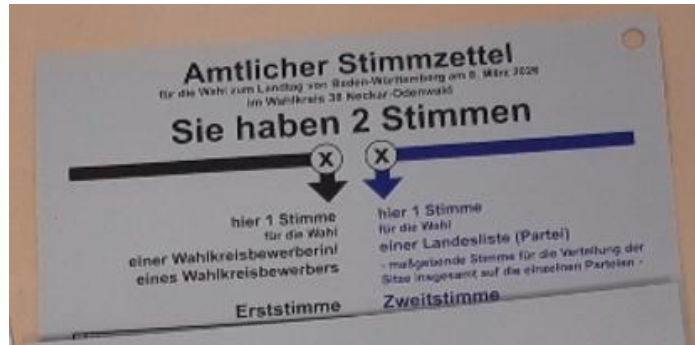 Amtlicher Stimmzettel
für die Wahl zum Landtag von Baden-Württemberg am 8. März 2026
im Wahlkreis 38 Neckar-Odenwald
Sie haben 2 Stimmen
X X
hier 1 Stimme
für die Wahl
einer Wahlkreisbewerberin/
eines Wahlkreisbewerbers
Erststimme
hier 1 Stimme
für die Wahl
einer Landesliste (Partei)
- maßgebende Stimme für die Verteilung der
Sitze insgesamt auf die einzelnen Parteien -
Zweitstimme